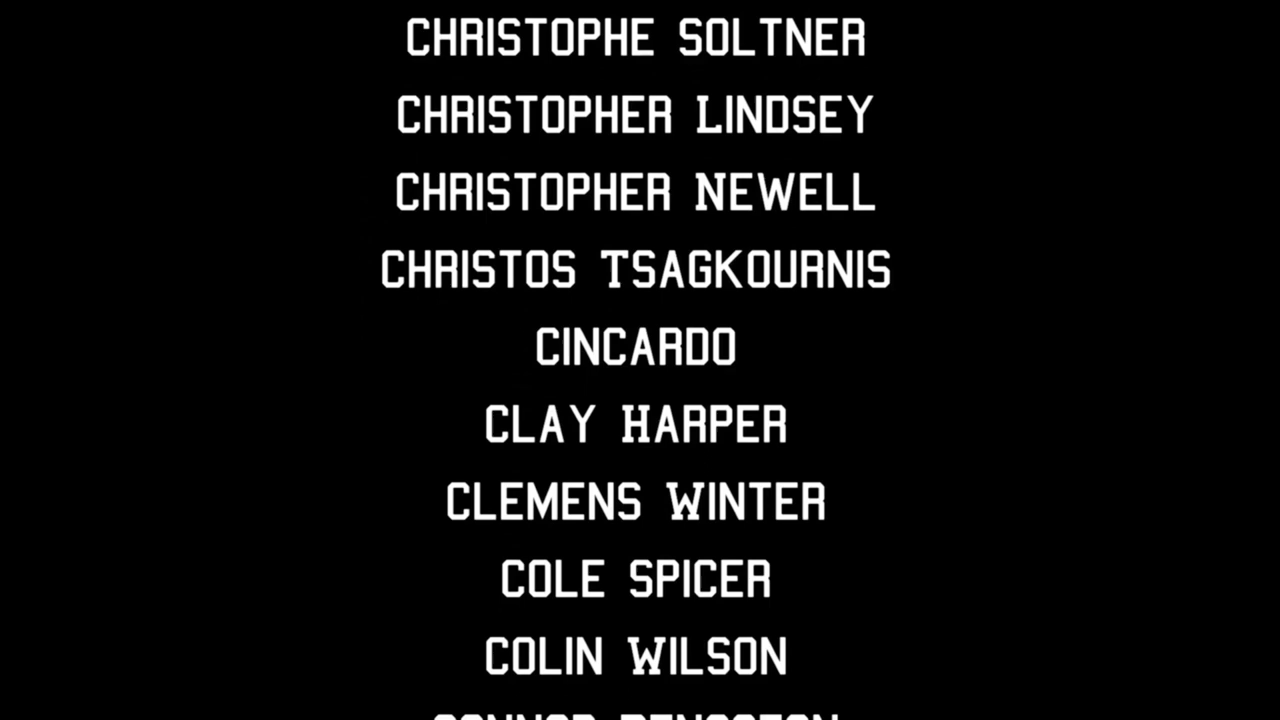 CHRISTOPHE SOLTNER
CHRISTOPHER LINDSEY
CHRISTOPHER NEWELL
CHRISTOS TSAGKOURNIS
CINCARDO
CLAY HARPER
CLEMENS WINTER
COLE SPICER
COLIN WILSON